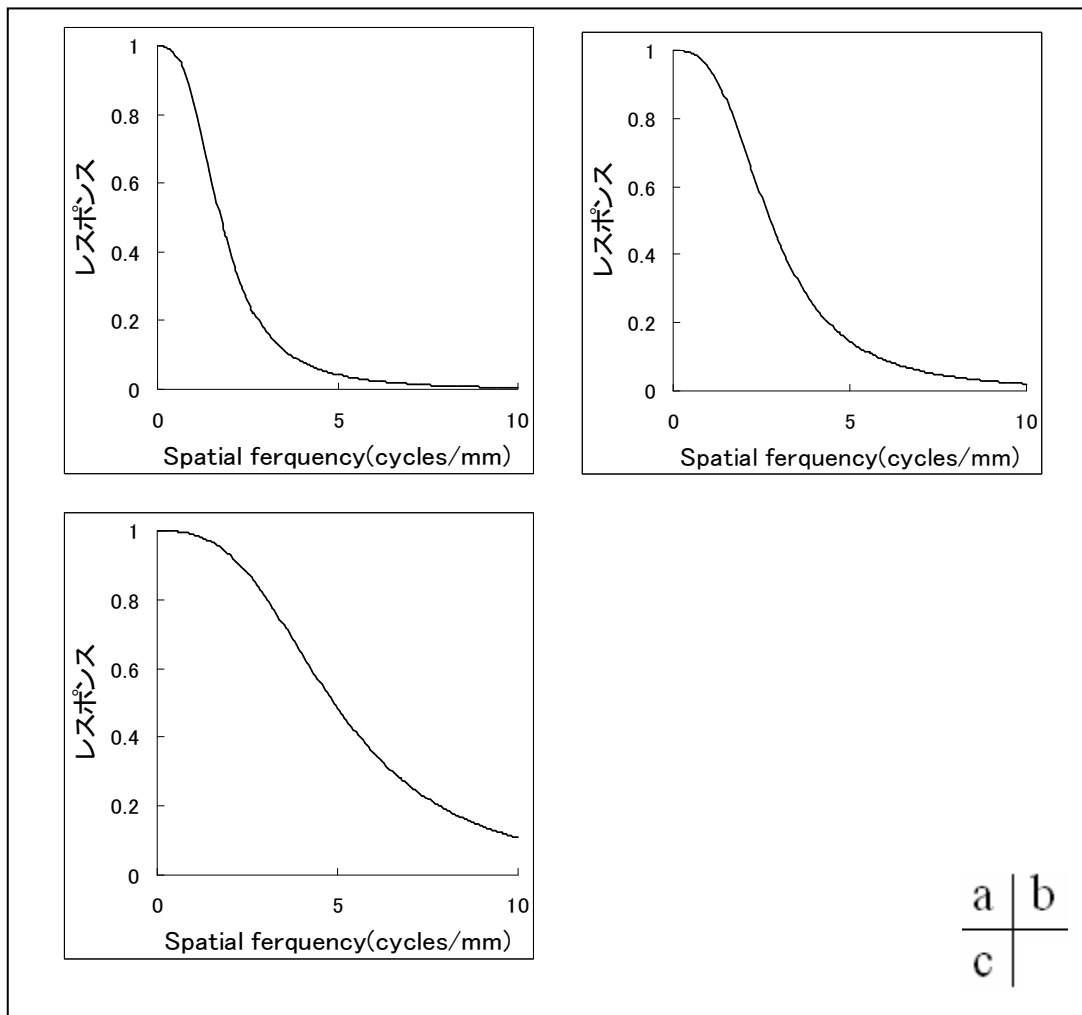 1
0.8
0.6
0.4
0.2
0
レスポンス
0 5 10
Spatial ferquency(cycles/mm)
1
0.8
0.6
0.4
0.2
0
レスポンス
0 5 10
Spatial ferquency(cycles/mm)
1
0.8
0.6
0.4
0.2
0
レスポンス
0 5 10
Spatial ferquency(cycles/mm)
a b
c